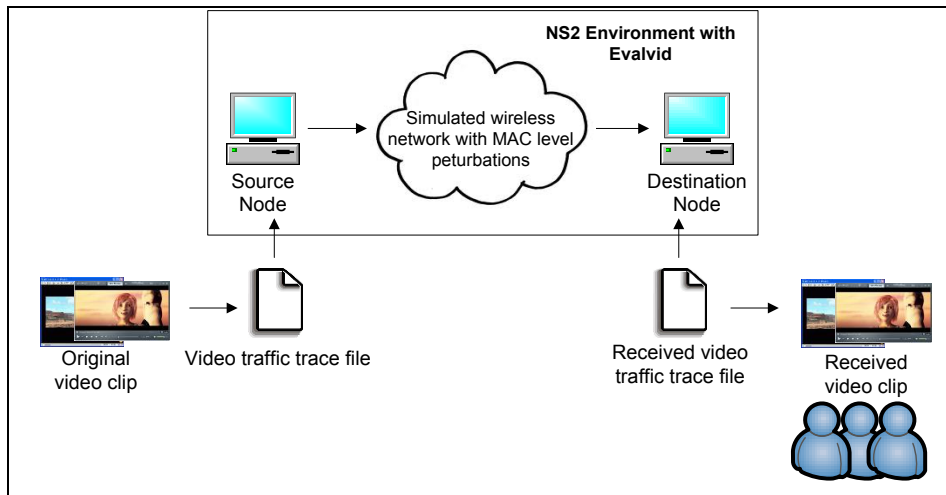 NS2 Environment with
Evalvid
Simulated wireless
network with MAC level
peturbations
Source
Node
Destination
Node
Original
video clip
Video traffic trace file
Received video
traffic trace file
Received
video clip